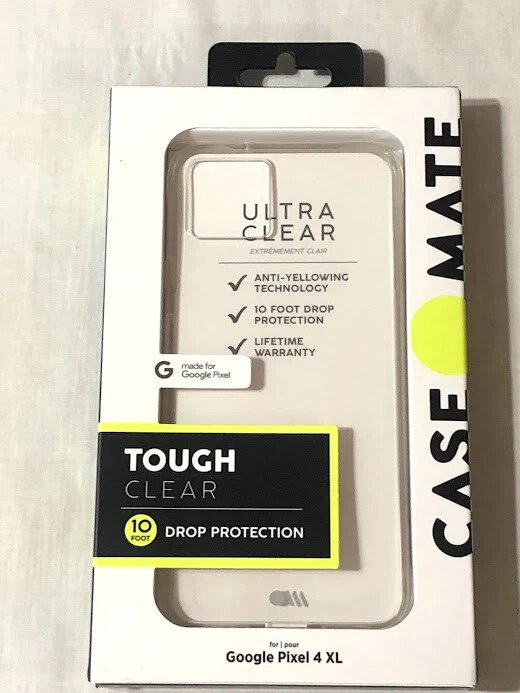 ULTRA
CLEAR
EXTRÊMEMENT CLAIR
ANTI-YELLOWING
TECHNOLOGY
10 FOOT DROP
PROTECTION
LIFETIME
WARRANTY
G made for
Google Pixel
TOUGH
CLEAR
10
FOOT
DROP PROTECTION
for | pour
Google Pixel 4 XL
CASE MATE